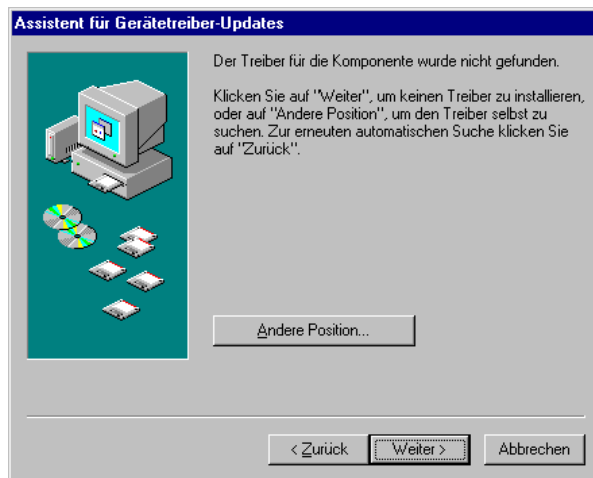 Assistent für Gerätetreiber-Updates
Der Treiber für die Komponente wurde nicht gefunden.
Klicken Sie auf "Weiter", um keinen Treiber zu installieren,
oder auf "Andere Position", um den Treiber selbst zu
suchen. Zur erneuten automatischen Suche klicken Sie
auf "Zurück".
Andere Position...
< Zurück
Weiter >
Abbrechen